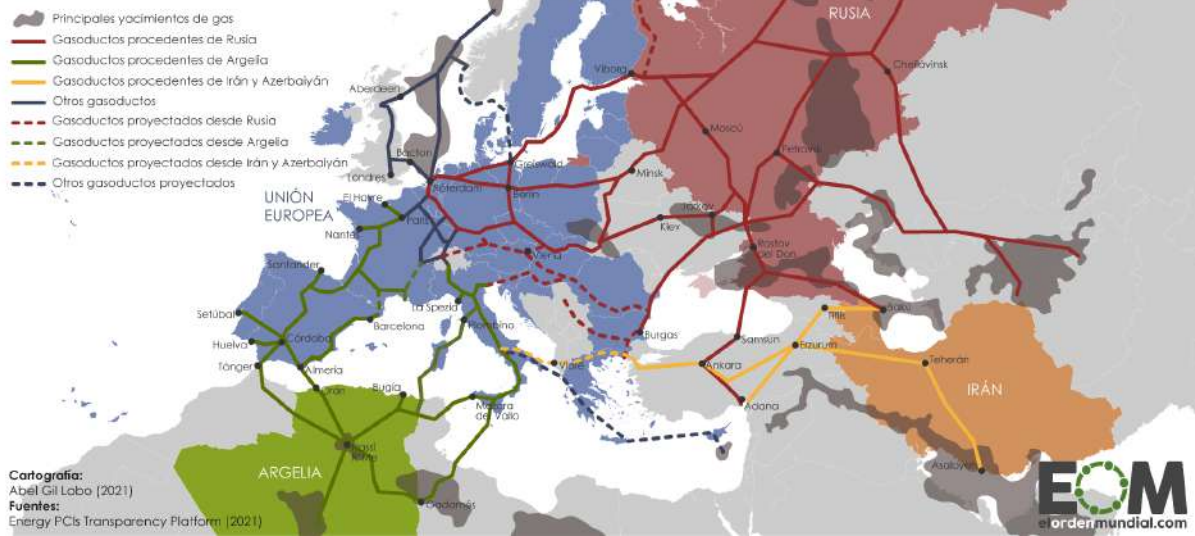 Principales yacimientos de gas
Gasoductos procedentes de Rusia
Gasoductos procedentes de Argelia
Gasoductos procedentes de Irán y Azerbaiyán
Otros gasoductos
Gasoductos proyectados desde Rusia
Gasoductos proyectados desde Argelia
Gasoductos proyectados desde Irán y Azerbaiyán
Otros gasoductos proyectados
RUSIA
Víborg
Cheliávinsk
Aberdeen
Moscú
Petrovsk
Bacton
Londres
Greiswald
Minsk
Róterdam
Berlín
UNIÓN
EUROPEA
El Havre
París
Kiev
Nantes
Rostov
del Don
Viena
Santander
La Spezia
Piombino
Setúbal
Barcelona
Burgas
Samsun
Tiflis
Bakú
Huelva
Córdoba
Vlorë
Ankara
Erzurum
Teherán
Tánger
Almería
Orán
Bugía
Mazara
del Vallo
Adana
IRÁN
Hassi
ARGELIA
Gadamés
Asaluyeh
Cartografía:
Abel Gil Lobo (2021)
Fuentes:
Energy PCIs Transparency Platform (2021)
EOM
elordenmundial.com